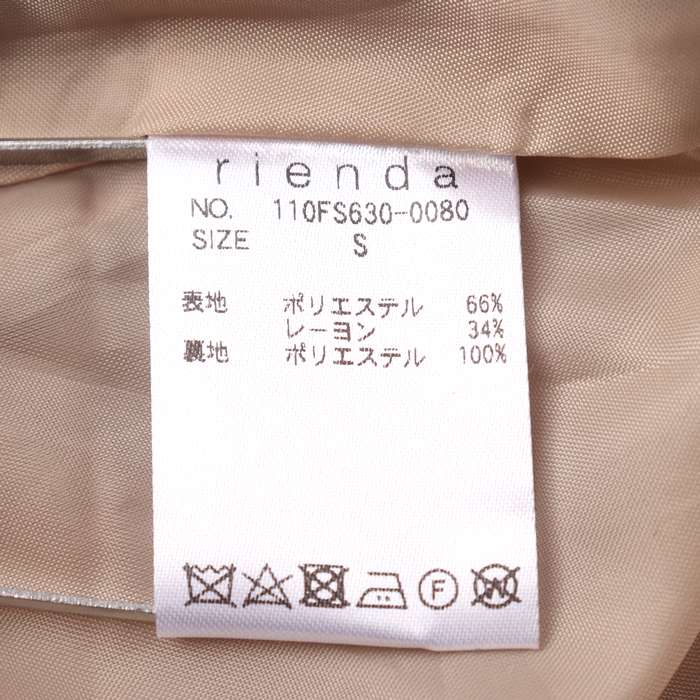 rienda
NO. 110FS630-0080
SIZE S
表地 ポリエステル 66%
レーヨン 34%
裏地 ポリエステル 100%
F W